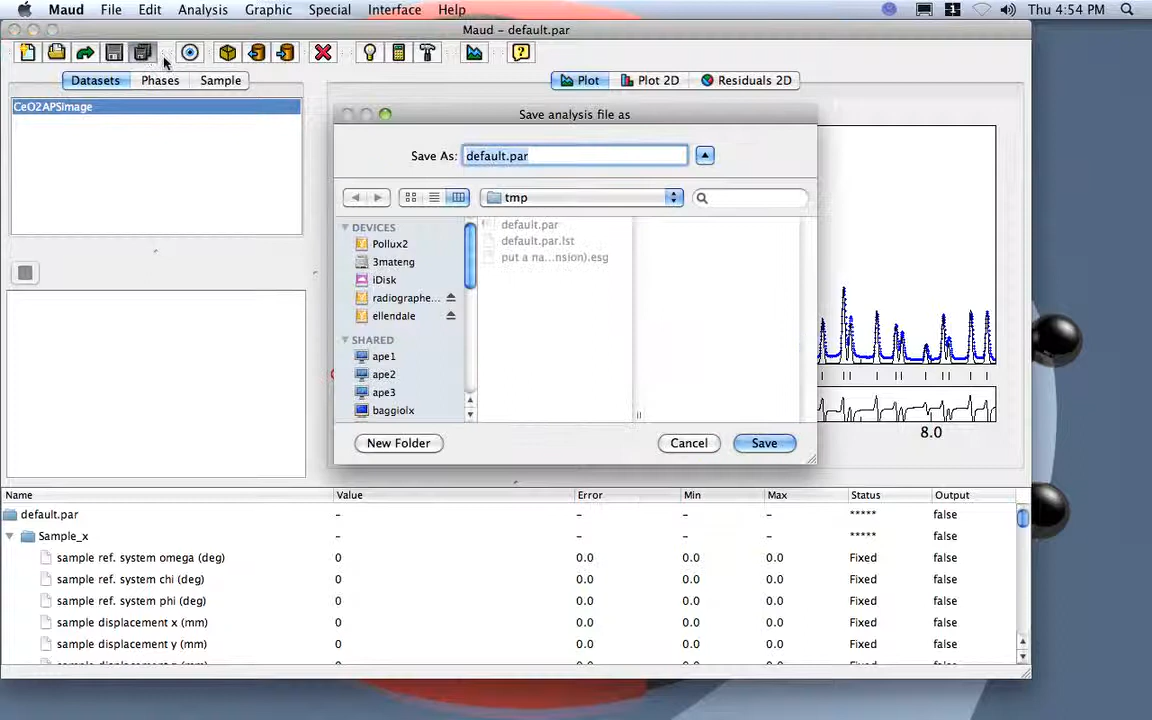 Maud File Edit Analysis Graphic Special Interface Help 1 Thu 4:54 PM
Maud - default.par
Datasets Phases Sample
Plot Plot 2D Residuals 2D
CeO2APSimage
Save analysis file as
Save As: default.par
tmp
DEVICES
Pollux2
3mateng
iDisk
radiographe...
ellendale
SHARED
ape1
ape2
ape3
baggiolx
default.par
default.par.lst
put a na...nsion).esg
New Folder Cancel Save
8.0
Name Value Error Min Max Status Output
default.par - - - - ***** false
Sample_x - - - - ***** false
sample ref. system omega (deg) 0 0.0 0.0 0.0 Fixed false
sample ref. system chi (deg) 0 0.0 0.0 0.0 Fixed false
sample ref. system phi (deg) 0 0.0 0.0 0.0 Fixed false
sample displacement x (mm) 0 0.0 0.0 0.0 Fixed false
sample displacement y (mm) 0 0.0 0.0 0.0 Fixed false